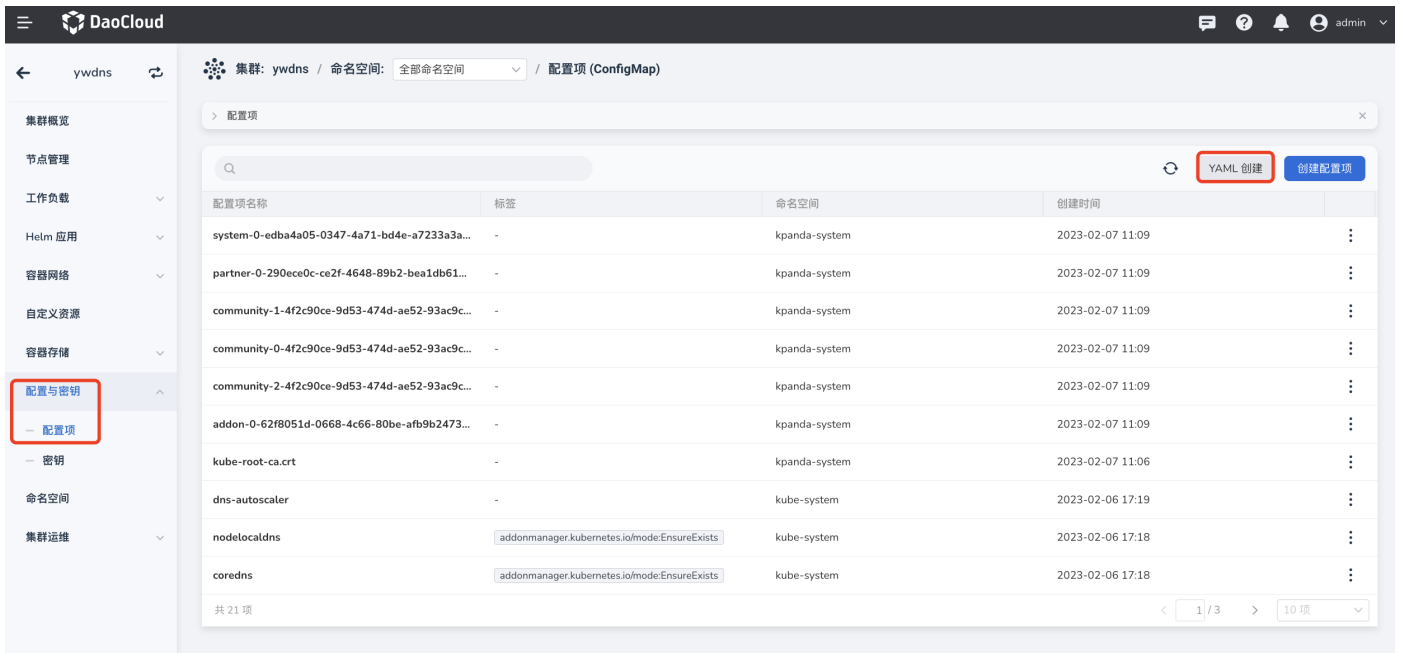 DaoCloud
admin
ywdns
集群: ywdns / 命名空间: 全部命名空间 / 配置项 (ConfigMap)
集群概览
节点管理
工作负载
Helm 应用
容器网络
自定义资源
容器存储
配置与密钥
配置项
密钥
命名空间
集群运维
配置项
YAML 创建 创建配置项
配置项名称 标签 命名空间 创建时间
system-0-edba4a05-0347-4a71-bd4e-a7233a3a... - kpanda-system 2023-02-07 11:09
partner-0-290ece0c-ce2f-4648-89b2-bea1db61... - kpanda-system 2023-02-07 11:09
community-1-4f2c90ce-9d53-474d-ae52-93ac9c... - kpanda-system 2023-02-07 11:09
community-0-4f2c90ce-9d53-474d-ae52-93ac9c... - kpanda-system 2023-02-07 11:09
community-2-4f2c90ce-9d53-474d-ae52-93ac9c... - kpanda-system 2023-02-07 11:09
addon-0-62f8051d-0668-4c66-80be-afb9b2473... - kpanda-system 2023-02-07 11:09
kube-root-ca.crt - kpanda-system 2023-02-07 11:06
dns-autoscaler - kube-system 2023-02-06 17:19
nodelocaldns addonmanager.kubernetes.io/mode:EnsureExists kube-system 2023-02-06 17:18
coredns addonmanager.kubernetes.io/mode:EnsureExists kube-system 2023-02-06 17:18
共 21 项 1 / 3 10 项